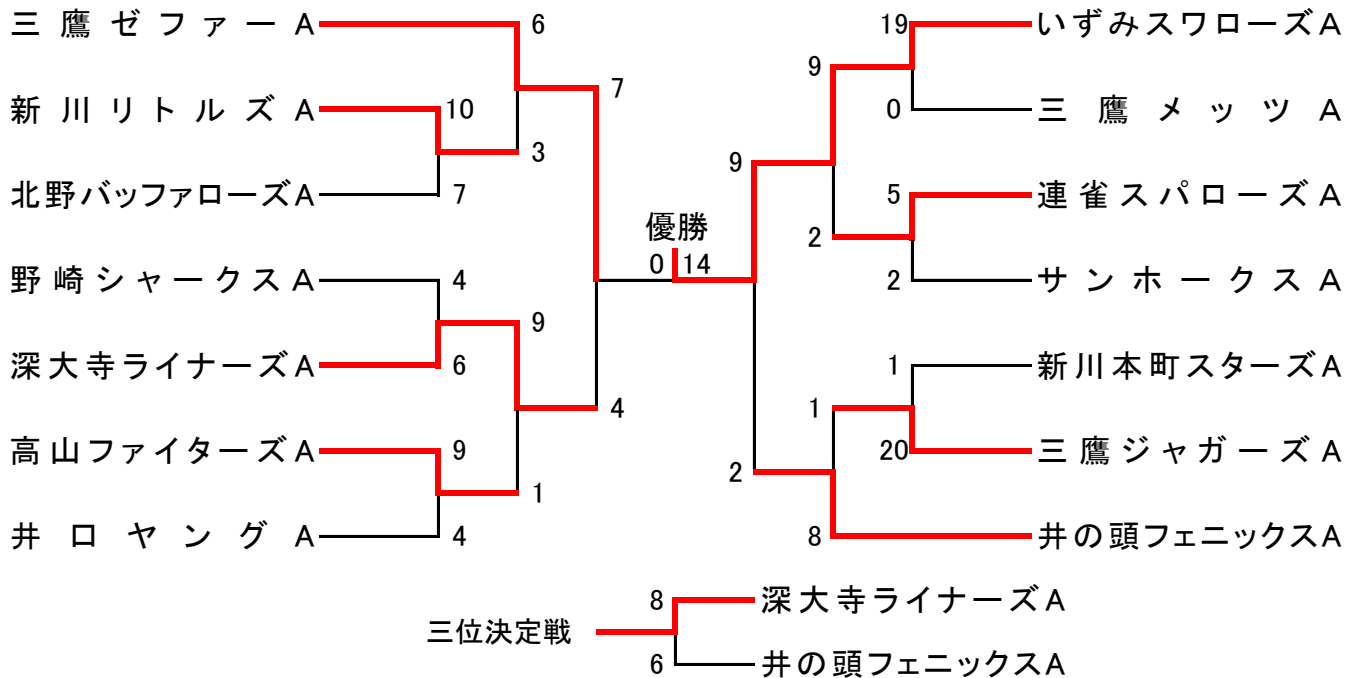 三鷹ゼファーA
6
新川リトルズA
10
3
北野バッファローズA
7
7
野崎シャークスA
4
9
深大寺ライナーズA
6
4
高山ファイターズA
9
1
井口ヤングA
4
優勝
0 14
19
いずみスワローズA
9
0
三鷹メッツA
9
5
連雀スパローズA
2
2
サンホークスA
1
新川本町スターズA
1
20
三鷹ジャガーズA
2
8
井の頭フェニックスA
三位決定戦
8
深大寺ライナーズA
6
井の頭フェニックスA